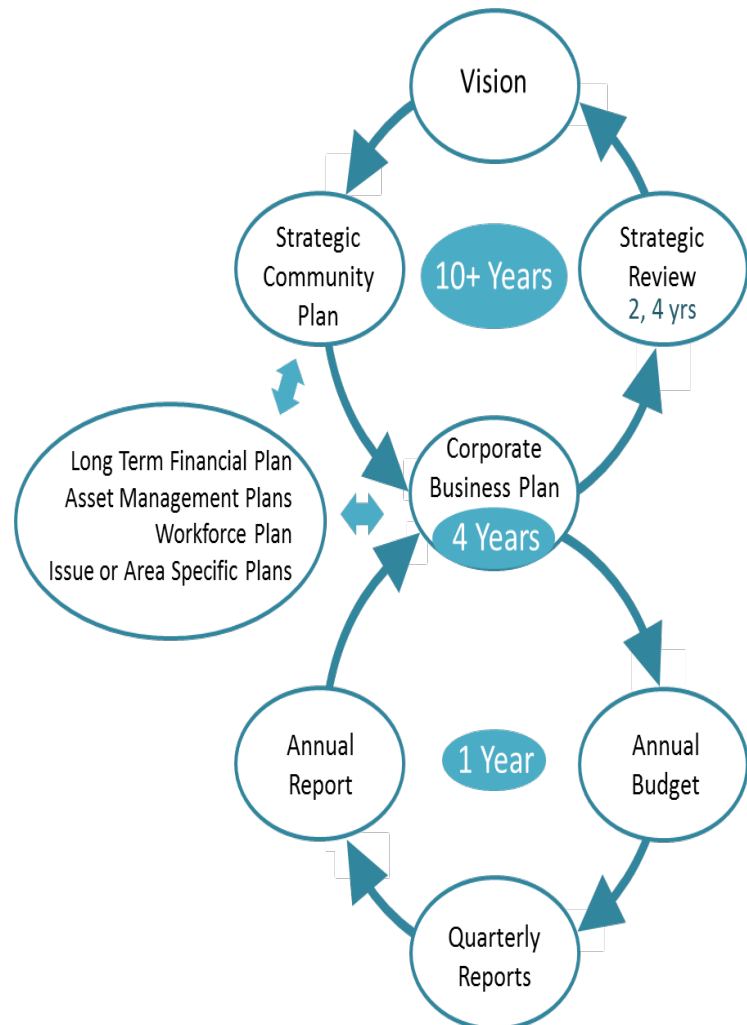 Vision
Strategic
Community
Plan
10+ Years
Strategic
Review
2, 4 yrs
Long Term Financial Plan
Asset Management Plans
Workforce Plan
Issue or Area Specific Plans
Corporate
Business Plan
4 Years
Annual
Report
1 Year
Annual
Budget
Quarterly
Reports